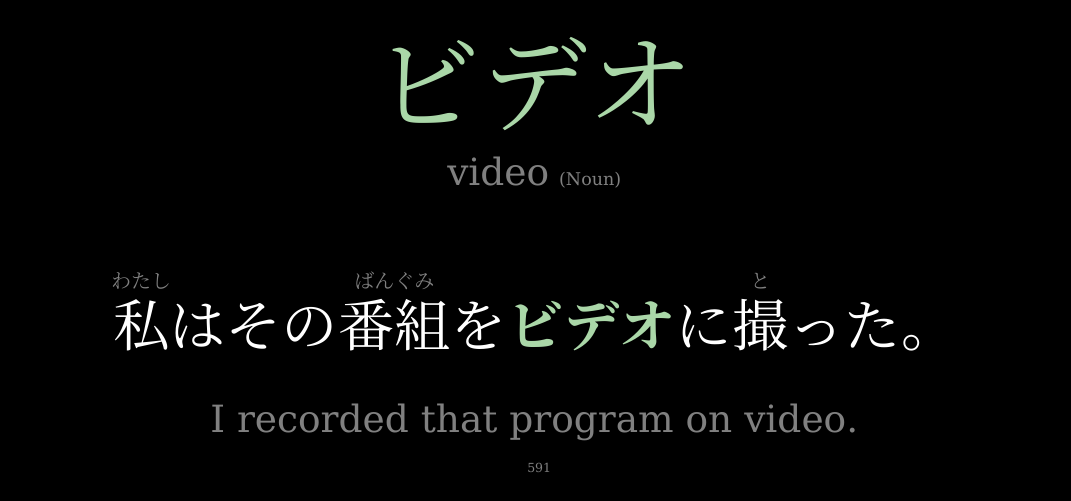 ビデオ
video (Noun)
わたし ばんぐみ と
私はその番組をビデオに撮った。
I recorded that program on video.
591